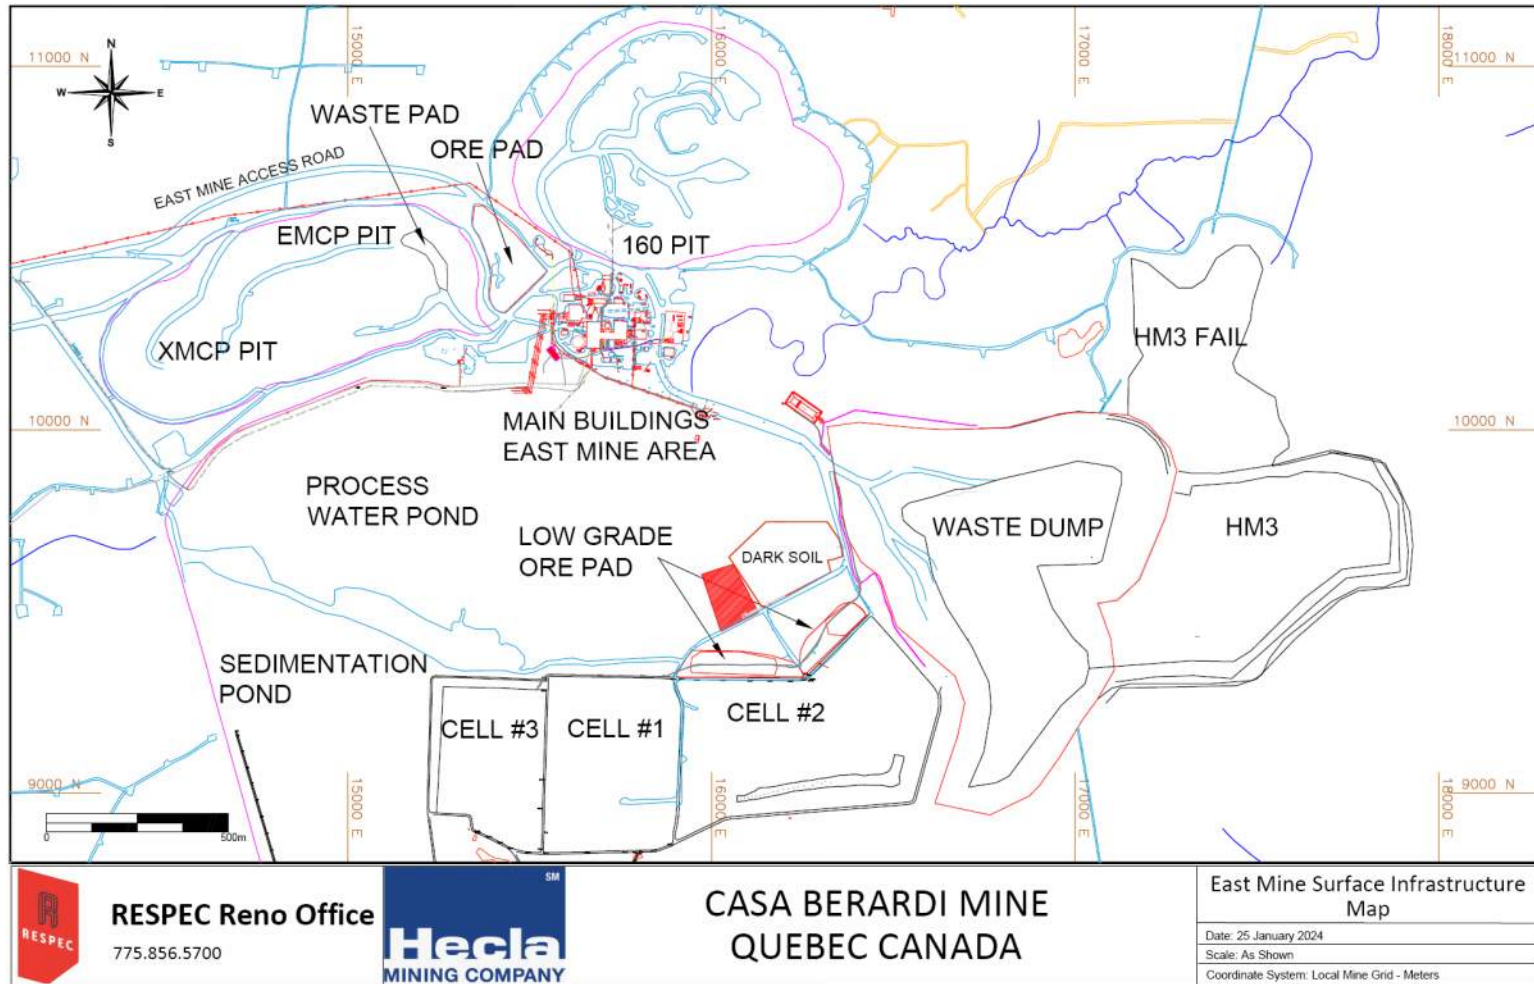 11000 N
15000 E
16000 E
17000 E
18000 E
11000 N
N
W
E
S
WASTE PAD
ORE PAD
EAST MINE ACCESS ROAD
EMCP PIT
160 PIT
XMCP PIT
HM3 FAIL
10000 N
10000 N
MAIN BUILDINGS
EAST MINE AREA
PROCESS
WATER POND
LOW GRADE
ORE PAD
DARK SOIL
WASTE DUMP
HM3
SEDIMENTATION
POND
CELL #3
CELL #1
CELL #2
9000 N
15000 E
16000 E
17000 E
18000 E
9000 N
0
500m
RESPEC
RESPEC Reno Office
775.856.5700
SM
Hecla
MINING COMPANY
CASA BERARDI MINE
QUEBEC CANADA
East Mine Surface Infrastructure
Map
Date: 25 January 2024
Scale: As Shown
Coordinate System: Local Mine Grid - Meters